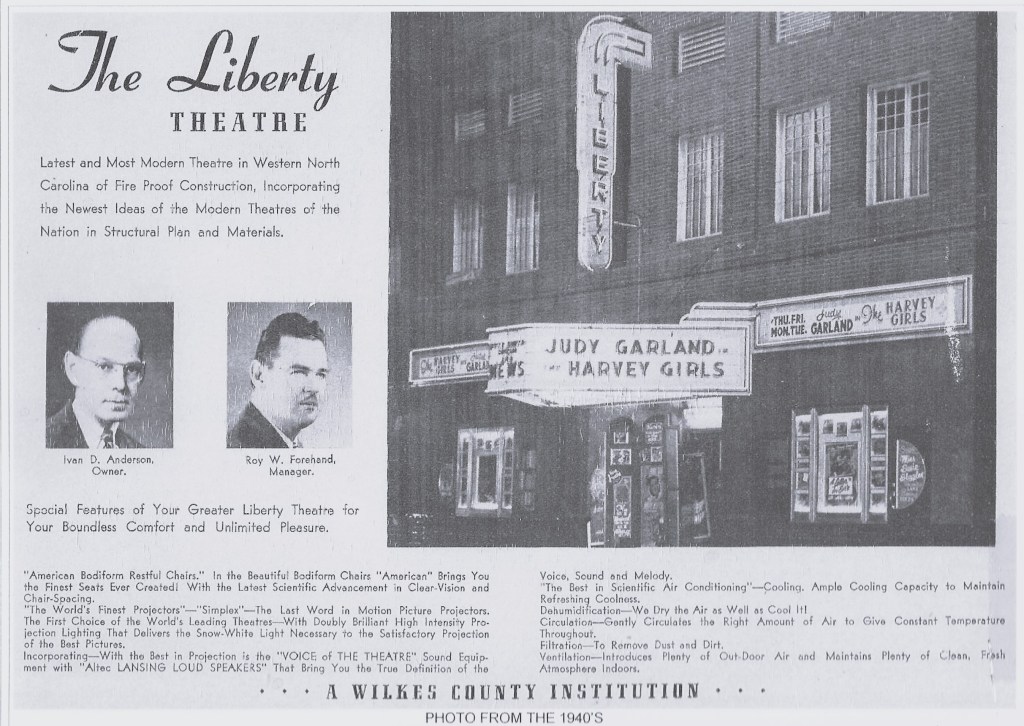 The Liberty
THEATRE
Latest and Most Modern Theatre in Western North
Carolina of Fire Proof Construction, Incorporating
the Newest Ideas of the Modern Theatres of the
Nation in Structural Plan and Materials.
Ivan D. Anderson,
Owner.
Roy W. Forehand,
Manager.
Special Features of Your Greater Liberty Theatre for
Your Boundless Comfort and Unlimited Pleasure.
LIBERTY
The HARVEY GIRLS
Judy GARLAND
NEWS
JUDY GARLAND IN
THE HARVEY GIRLS
THU. FRI.
MON. TUE.
Judy GARLAND in The HARVEY GIRLS
"American Bodiform Restful Chairs." In the Beautiful Bodiform Chairs "American" Brings You
the Finest Seats Ever Created! With the Latest Scientific Advancement in Clear-Vision and
Chair-Spacing.
"The World's Finest Projectors"—"Simplex"—The Last Word in Motion Picture Projectors.
The First Choice of the World's Leading Theatres—With Doubly Brilliant High Intensity Pro-
jection Lighting That Delivers the Snow-White Light Necessary to the Satisfactory Projection
of the Best Pictures.
Incorporating—With the Best in Projection is the "VOICE of THE THEATRE" Sound Equip-
ment with "Altec LANSING LOUD SPEAKERS" That Bring You the True Definition of the
Voice, Sound and Melody.
"The Best in Scientific Air Conditioning"—Cooling. Ample Cooling Capacity to Maintain
Refreshing Coolness.
Dehumidification—We Dry the Air as Well as Cool It!
Circulation—Gently Circulates the Right Amount of Air to Give Constant Temperature
Throughout.
Filtration—To Remove Dust and Dirt.
Ventilation—Introduces Plenty of Out-Door Air and Maintains Plenty of Clean, Fresh
Atmosphere Indoors.
· · · A WILKES COUNTY INSTITUTION · · ·
PHOTO FROM THE 1940'S